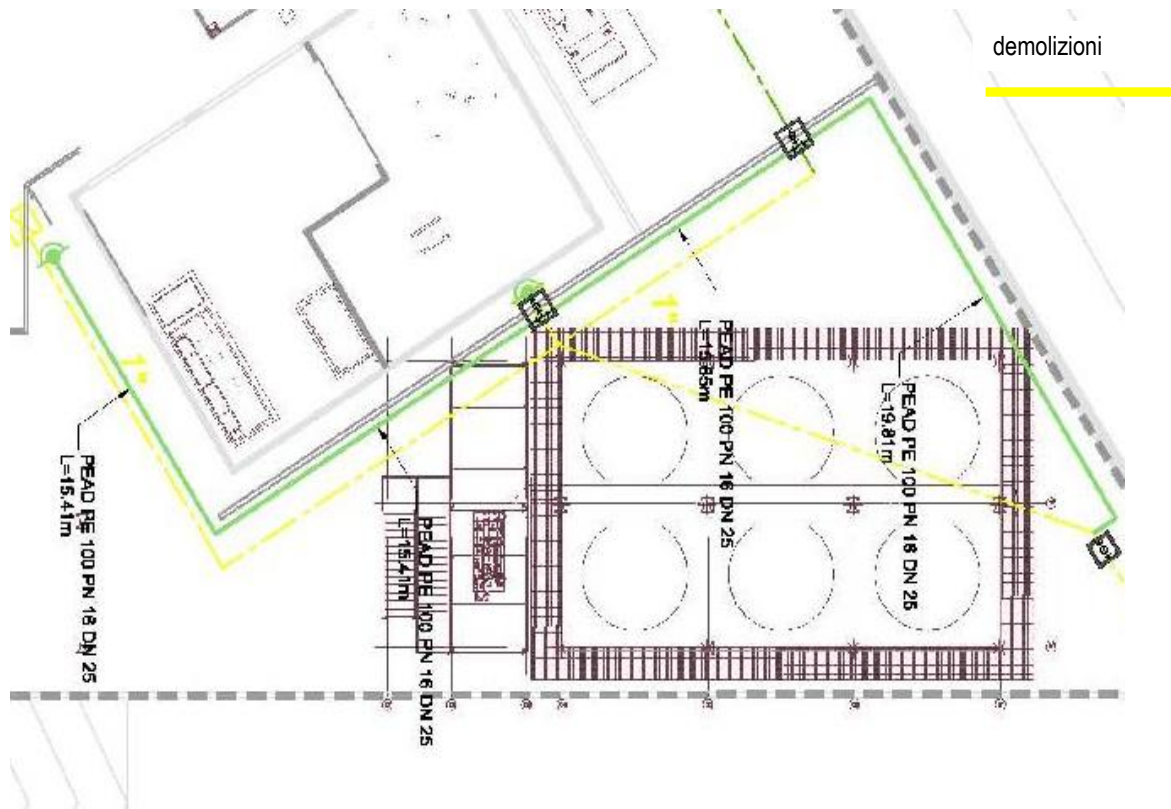 demolizioni
1"
1"
PEAD PE 100 PN 16 DN 25
L=15.41m
PEAD PE 100 PN 16 DN 25
L=15.41m
PEAD PE 100 PN 16 DN 25
PEAD PE 100 PN 16 DN 25
L=19.81m